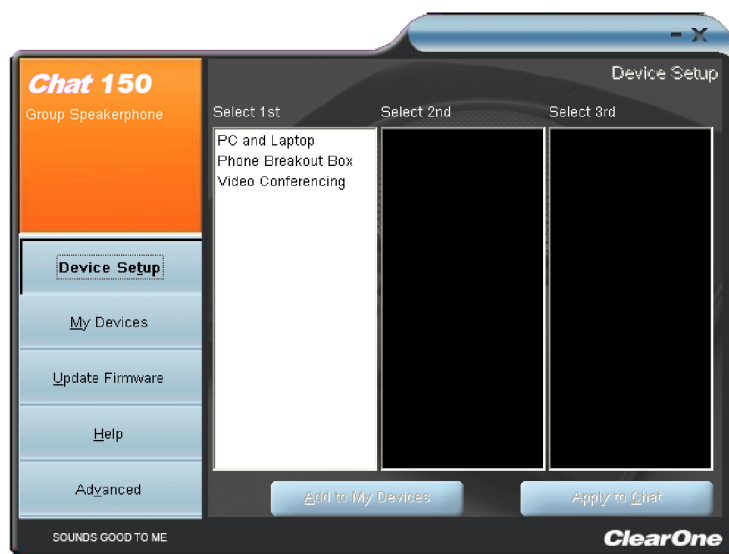 - X
Chat 150
Group Speakerphone
Device Setup
Select 1st
Select 2nd
Select 3rd
PC and Laptop
Phone Breakout Box
Video Conferencing
Device Setup
My Devices
Update Firmware
Help
Advanced
Add to My Devices
Apply to Chat
SOUNDS GOOD TO ME
ClearOne